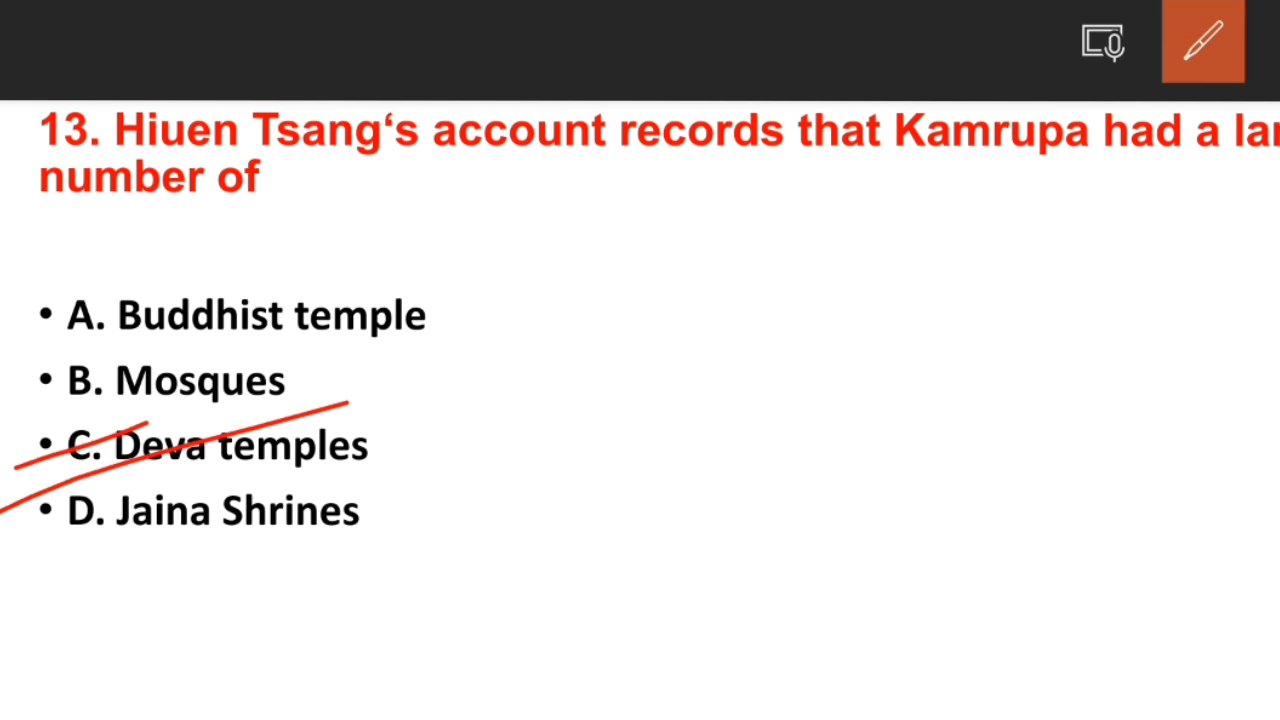 13. Hiuen Tsang‘s account records that Kamrupa had a
number of
• A. Buddhist temple
• B. Mosques
• C. Deva temples
• D. Jaina Shrines